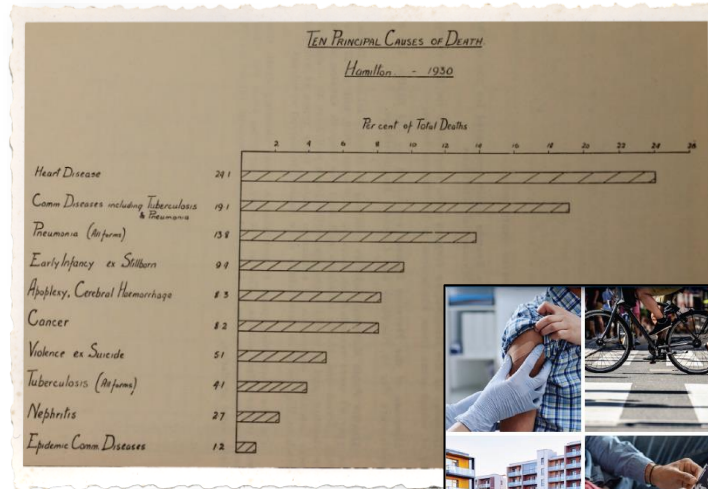 TEN PRINCIPAL CAUSES OF DEATH.
Hamilton - 1930
Per cent of Total Deaths
2 4 6 8 10 12 14 16 18 20 22 24 26
Heart Disease 24.1
Comm Diseases including Tuberculosis 19.1
& Pneumonia
Pneumonia (All forms) 13.8
Early Infancy ex Stillborn
Apoplexy, Cerebral Haemorrhage 8.3
Cancer 8.2
Violence ex Suicide 5.1
Tuberculosis (All forms) 4.1
Nephritis 2.7
Epidemic Comm Diseases 1.2